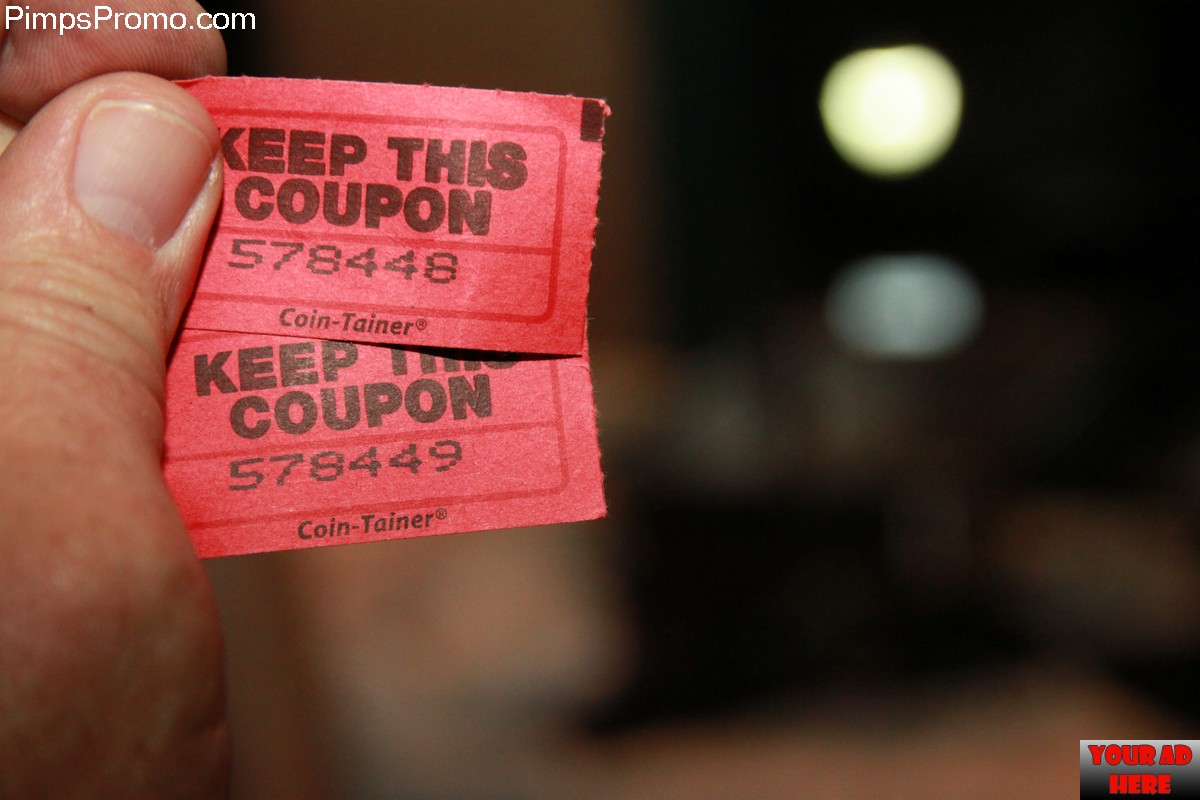 PimpsPromo.com
KEEP THIS
COUPON
578448
Coin-Tainer®
KEEP THIS
COUPON
578449
Coin-Tainer®
YOUR AD
HERE